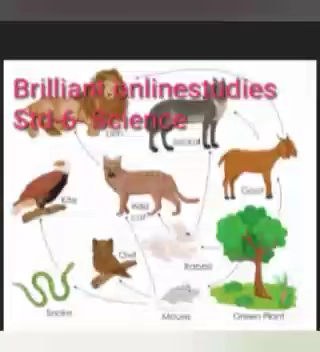 Brilliant onlinestudies
Std-6 Science
Lion
Jackal
Goat
Kite
Wild
Cat
Owl
Rabbit
Snake
Mouse
Green Plant